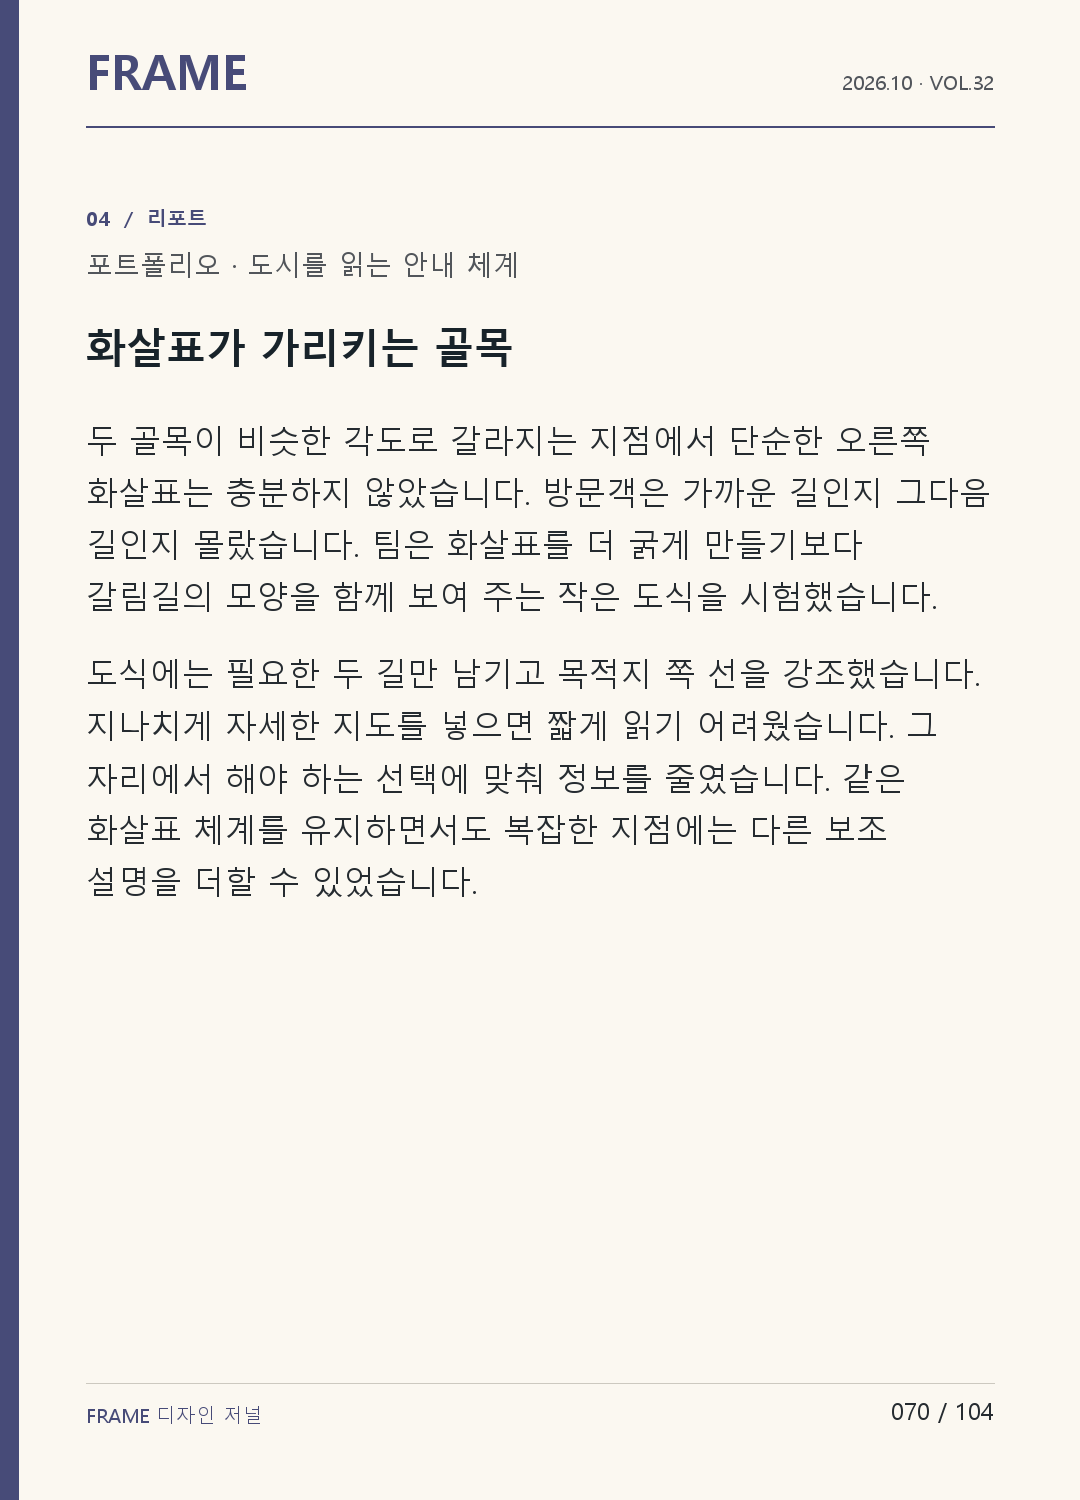 FRAME
2026.10 · VOL.32
04 / 리포트
포트폴리오 · 도시를 읽는 안내 체계
화살표가 가리키는 골목
두 골목이 비슷한 각도로 갈라지는 지점에서 단순한 오른쪽
화살표는 충분하지 않았습니다. 방문객은 가까운 길인지 그다음
길인지 몰랐습니다. 팀은 화살표를 더 굵게 만들기보다
갈림길의 모양을 함께 보여 주는 작은 도식을 시험했습니다.
도식에는 필요한 두 길만 남기고 목적지 쪽 선을 강조했습니다.
지나치게 자세한 지도를 넣으면 짧게 읽기 어려웠습니다. 그
자리에서 해야 하는 선택에 맞춰 정보를 줄였습니다. 같은
화살표 체계를 유지하면서도 복잡한 지점에는 다른 보조
설명을 더할 수 있었습니다.
FRAME 디자인 저널
070 / 104